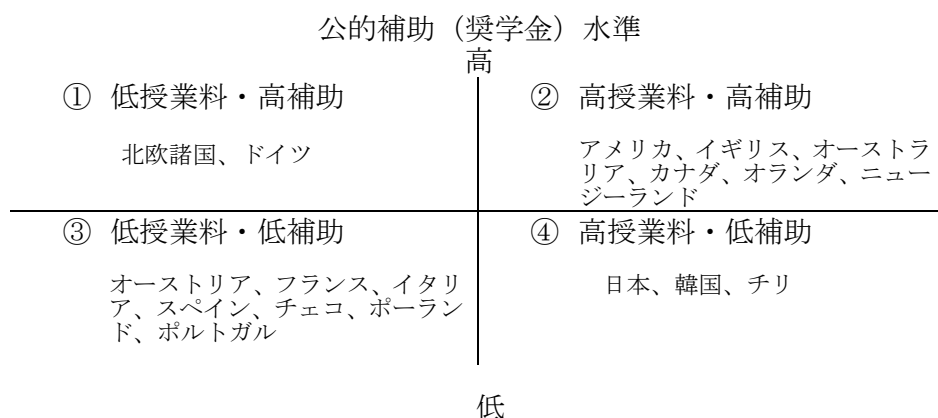 公的補助（奨学金）水準
高
① 低授業料・高補助
北欧諸国、ドイツ
② 高授業料・高補助
アメリカ、イギリス、オーストラ
リア、カナダ、オランダ、ニュー
ジーランド
③ 低授業料・低補助
オーストリア、フランス、イタリ
ア、スペイン、チェコ、ポーラン
ド、ポルトガル
④ 高授業料・低補助
日本、韓国、チリ
低